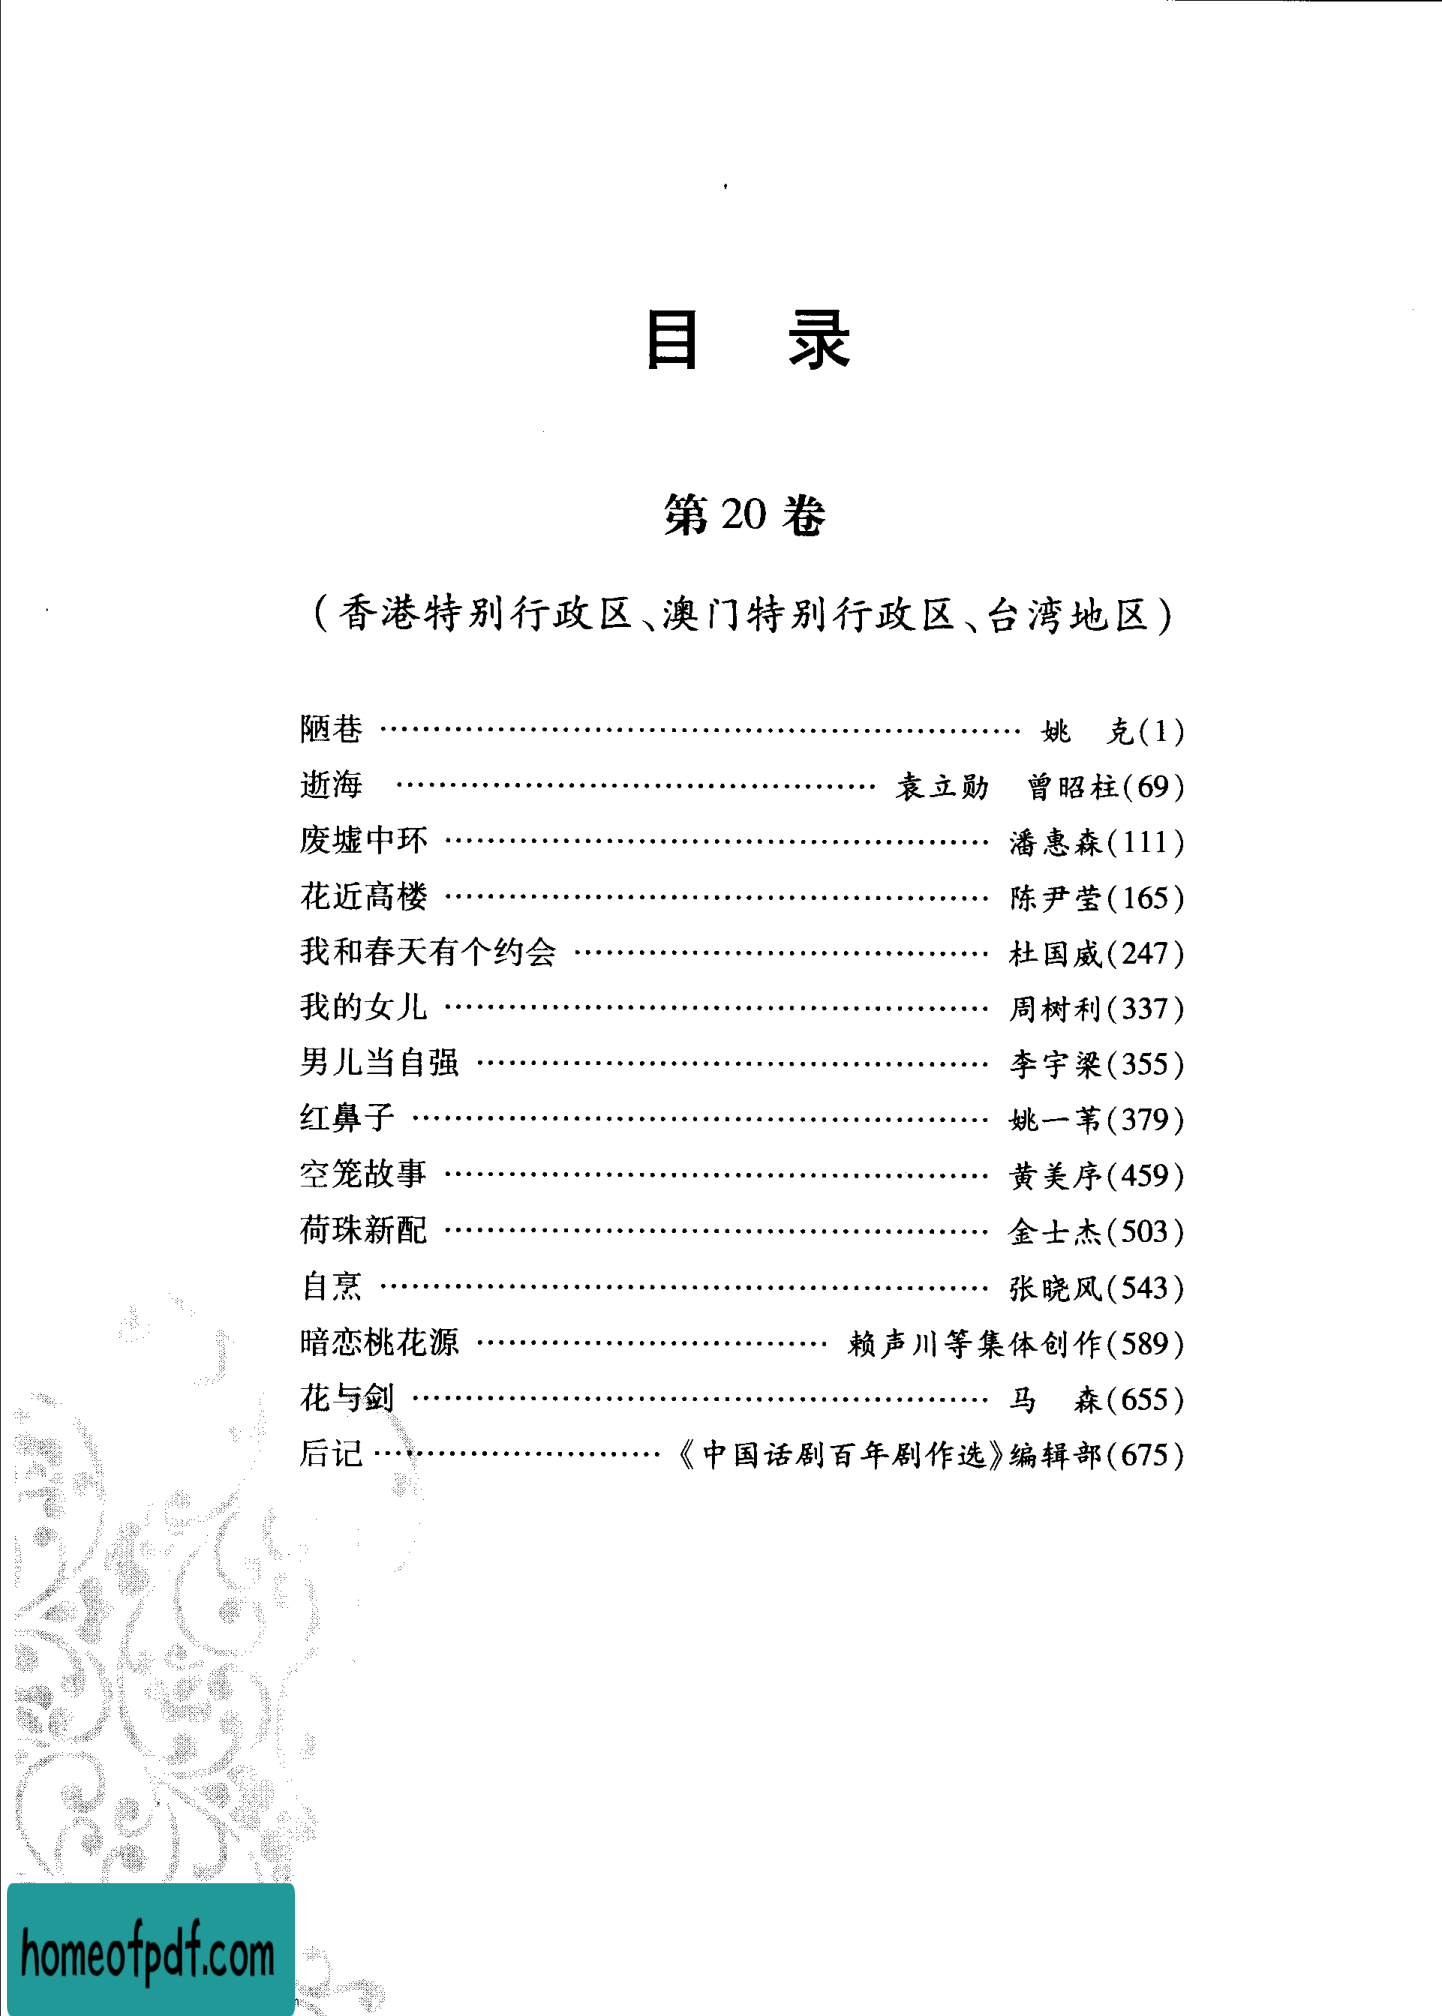 目 录
第 20 卷
(香港特别行政区、澳门特别行政区、台湾地区)
陋巷 ………………………………………………… 姚 克(1)
逝海 …………………………………… 袁立勋 曾昭柱(69)
废墟中环 ………………………………………… 潘惠森(111)
花近高楼 ………………………………………… 陈尹莹(165)
我和春天有个约会 ……………………………… 杜国威(247)
我的女儿 ………………………………………… 周树利(337)
男儿当自强 ……………………………………… 李宇梁(355)
红鼻子 …………………………………………… 姚一苇(379)
空笼故事 ………………………………………… 黄美序(459)
荷珠新配 ………………………………………… 金士杰(503)
自烹 ……………………………………………… 张晓风(543)
暗恋桃花源 ………………………… 赖声川等集体创作(589)
花与剑 …………………………………………… 马 森(655)
后记 ……………………… 《中国话剧百年剧作选》编辑部(675)
homeofpdf.com